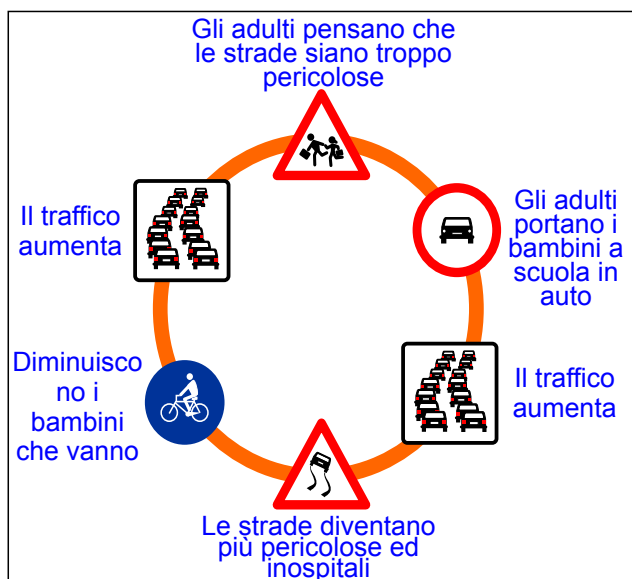 Gli adulti pensano che
le strade siano troppo
pericolose
Gli adulti
portano i
bambini a
scuola in
auto
Il traffico
aumenta
Le strade diventano
più pericolose ed
inospitali
Diminuisco
no i
bambini
che vanno
Il traffico
aumenta